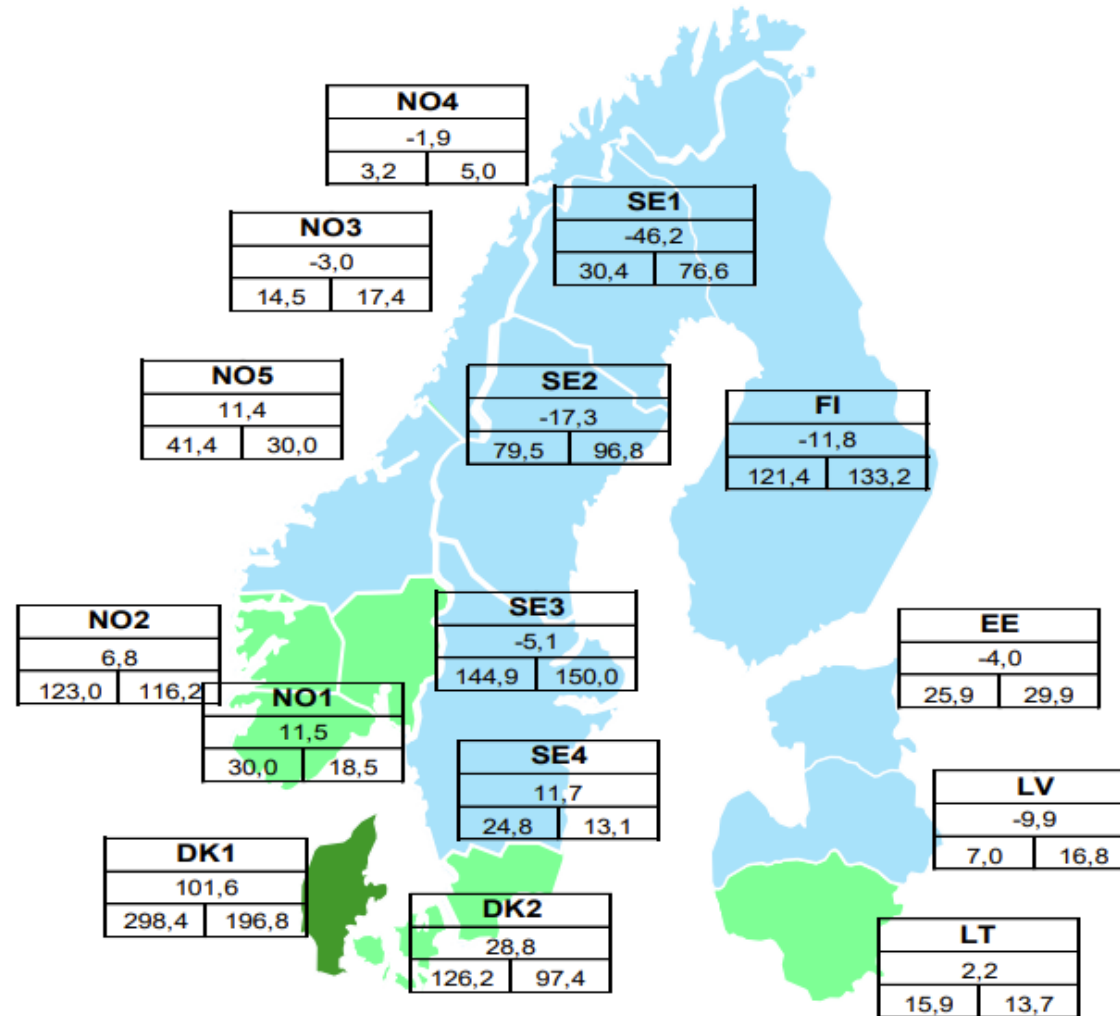 NO4
-1,9
3,2 5,0
SE1
-46,2
30,4 76,6
NO3
-3,0
14,5 17,4
NO5
11,4
41,4 30,0
SE2
-17,3
79,5 96,8
FI
-11,8
121,4 133,2
NO2
6,8
123,0 116,2
SE3
-5,1
144,9 150,0
EE
-4,0
25,9 29,9
NO1
11,5
30,0 18,5
SE4
11,7
24,8 13,1
LV
-9,9
7,0 16,8
DK1
101,6
298,4 196,8
DK2
28,8
126,2 97,4
LT
2,2
15,9 13,7